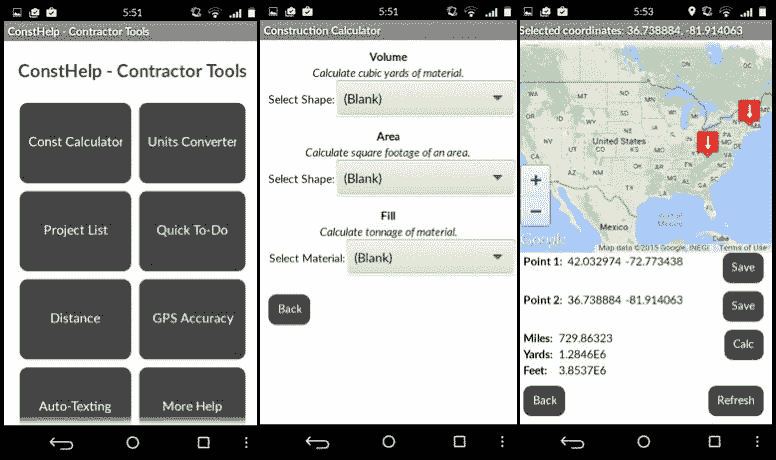 5:51
ConstHelp - Contractor Tools
ConstHelp - Contractor Tools
Const Calculator
Units Converter
Project List
Quick To-Do
Distance
GPS Accuracy
Auto-Texting
More Help
5:51
Construction Calculator
Volume
Calculate cubic yards of material.
Select Shape: (Blank)
Area
Calculate square footage of an area.
Select Shape: (Blank)
Fill
Calculate tonnage of material.
Select Material: (Blank)
Back
5:53
Selected coordinates: 36.738884, -81.914063
United States
Mexico
Cuba
+
−
Google
Map data ©2015 Google, INEGI
Terms of Use
Point 1: 42.032974 -72.773438
Save
Point 2: 36.738884 -81.914063
Save
Miles: 729.86323
Yards: 1.2846E6
Feet: 3.8537E6
Calc
Back
Refresh